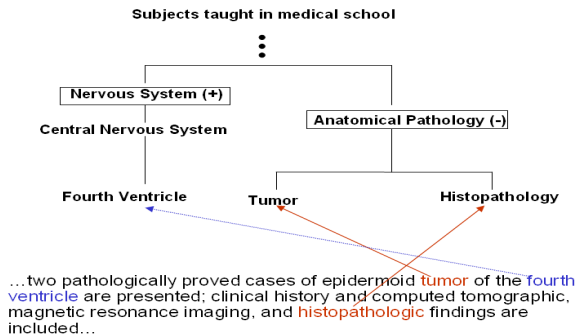 Subjects taught in medical school
Nervous System (+)
Anatomical Pathology (-)
Central Nervous System
Fourth Ventricle
Tumor
Histopathology
...two pathologically proved cases of epidermoid tumor of the fourth
ventricle are presented; clinical history and computed tomographic,
magnetic resonance imaging, and histopathologic findings are
included...